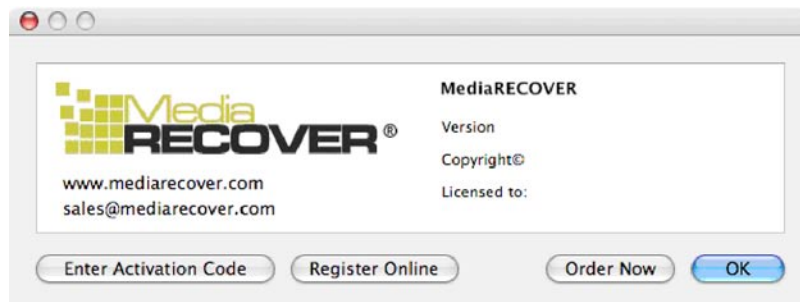 Media
RECOVER®
www.mediarecover.com
sales@mediarecover.com
MediaRECOVER
Version
Copyright©
Licensed to:
Enter Activation Code
Register Online
Order Now
OK